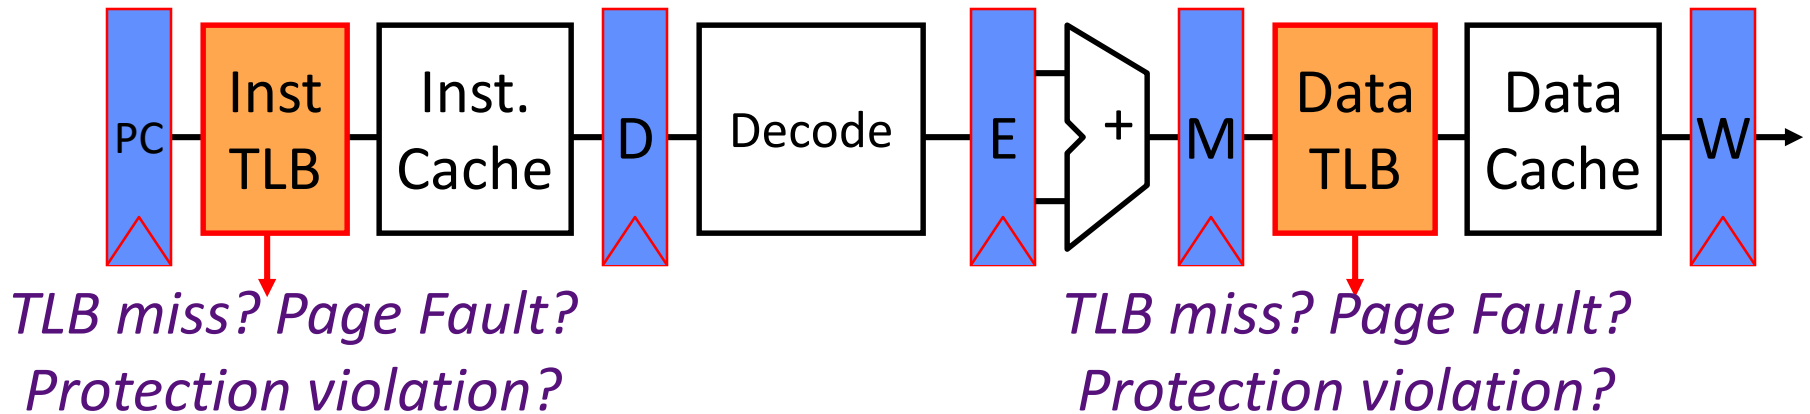 PC
Inst
TLB
Inst.
Cache
D
Decode
E
+
M
Data
TLB
Data
Cache
W
TLB miss? Page Fault?
Protection violation?
TLB miss? Page Fault?
Protection violation?